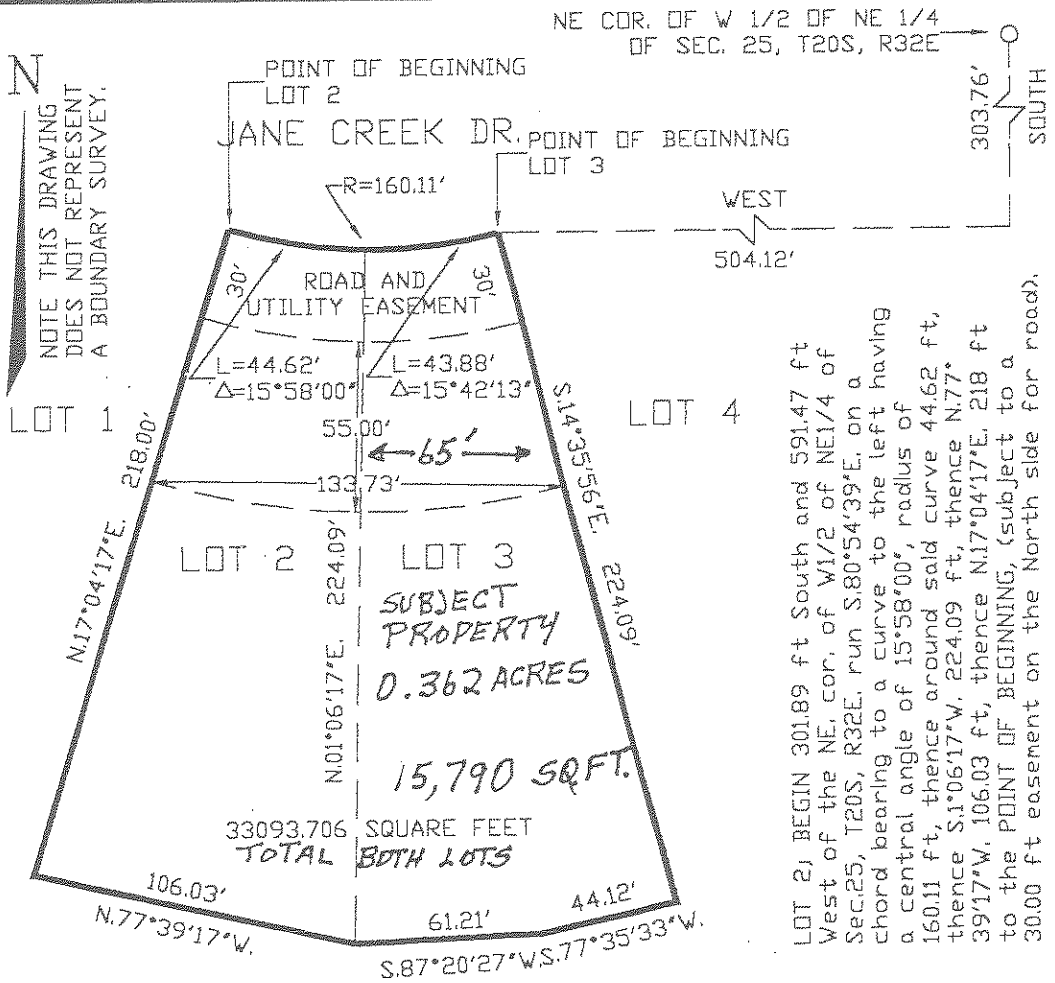 NE COR. OF W 1/2 OF NE 1/4
OF SEC. 25, T20S, R32E
303.76'
SOUTH
N
NOTE THIS DRAWING
DOES NOT REPRESENT
A BOUNDARY SURVEY.
POINT OF BEGINNING
LOT 2
JANE CREEK DR.
POINT OF BEGINNING
LOT 3
R=160.11'
WEST
504.12'
30'
ROAD AND
UTILITY EASEMENT
30'
L=44.62'
Δ=15°58'00"
L=43.88'
Δ=15°42'13"
LOT 1
LOT 4
218.00'
N.17°04'17"E.
55.00'
65'
133.73'
S.14°35'56"E.
224.09'
LOT 2
LOT 3
N.01°06'17"E. 224.09'
SUBJECT
PROPERTY
0.362 ACRES
15,790 SQ FT.
33093.706 SQUARE FEET
TOTAL BOTH LOTS
106.03'
N.77°39'17"W.
61.21'
S.87°20'27"W.
44.12'
S.77°35'33"W.
LOT 2; BEGIN 301.89 ft South and 591.47 ft
West of the NE. cor. of W1/2 of NE1/4 of
Sec.25, T20S, R32E. run S.80°54'39"E. on a
chord bearing to a curve to the left having
a central angle of 15°58'00", radius of
160.11 ft, thence around said curve 44.62 ft,
thence S.1°06'17"W. 224.09 ft, thence N.77°
39'17"W. 106.03 ft, thence N.17°04'17"E. 218 ft
to the POINT OF BEGINNING, (subject to a
30.00 ft easement on the North side for road).